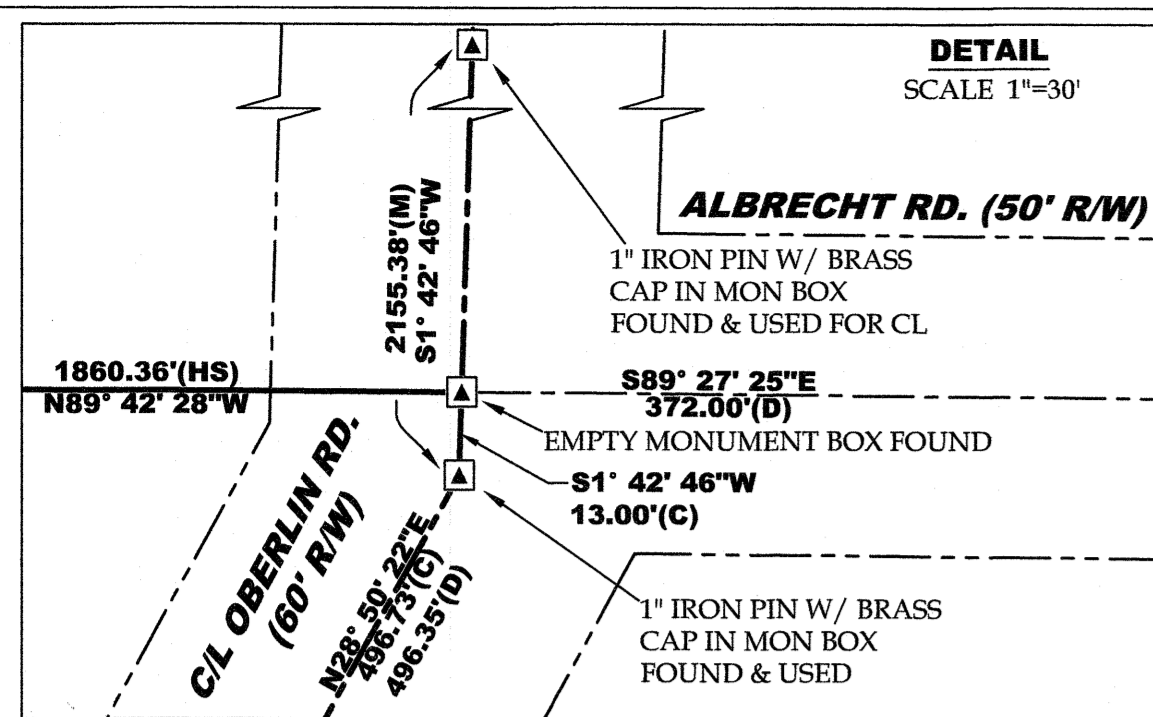 DETAIL
SCALE 1"=30'
ALBRECHT RD. (50' R/W)
1" IRON PIN W/ BRASS
CAP IN MON BOX
FOUND & USED FOR CL
2155.38'(M)
S1° 42' 46"W
1860.36'(HS)
N89° 42' 28"W
S89° 27' 25"E
372.00'(D)
EMPTY MONUMENT BOX FOUND
S1° 42' 46"W
13.00'(C)
C/L OBERLIN RD.
(60' R/W)
N28° 50' 22"E
496.73'(C)
496.35'(D)
1" IRON PIN W/ BRASS
CAP IN MON BOX
FOUND & USED